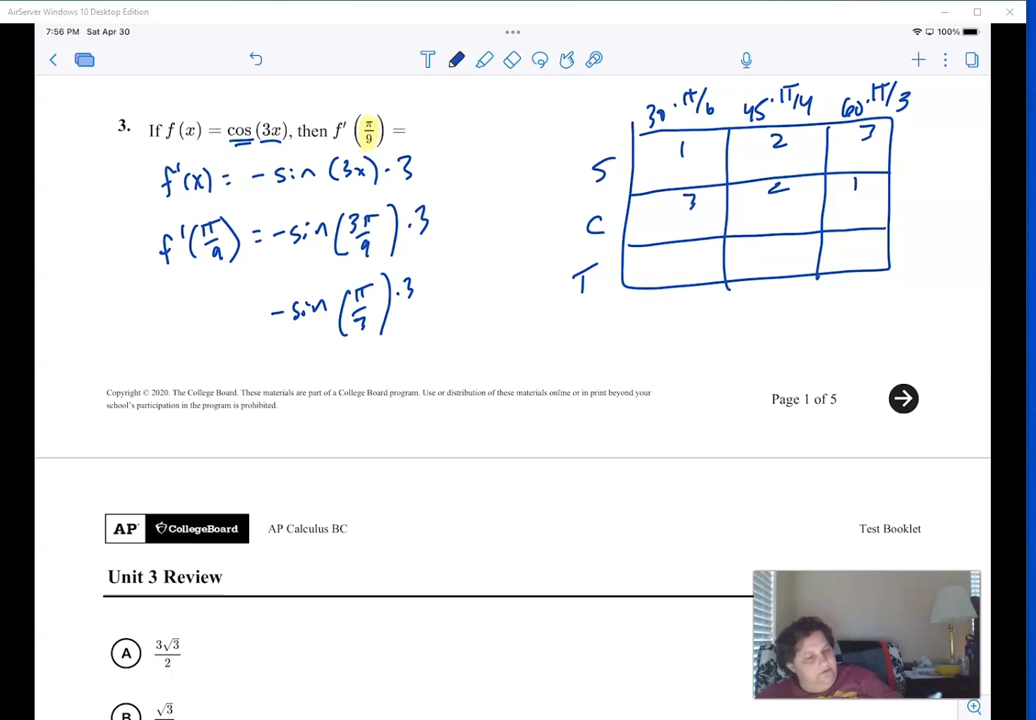 AirServer Windows 10 Desktop Edition
7:56 PM Sat Apr 30
100%
T
3. If f(x) = cos (3x), then f′(π/9) =
f'(x) = -sin (3x) · 3
f'(π/9) = -sin (3π/9) · 3
-sin (π/3) · 3
30 · π/6 45 · π/4 60 · π/3
S 1 2 3
C 3 2 1
T
Copyright © 2020. The College Board. These materials are part of a College Board program. Use or distribution of these materials online or in print beyond your
school's participation in the program is prohibited.
Page 1 of 5
AP CollegeBoard AP Calculus BC Test Booklet
Unit 3 Review
A 3√3/2
B √3